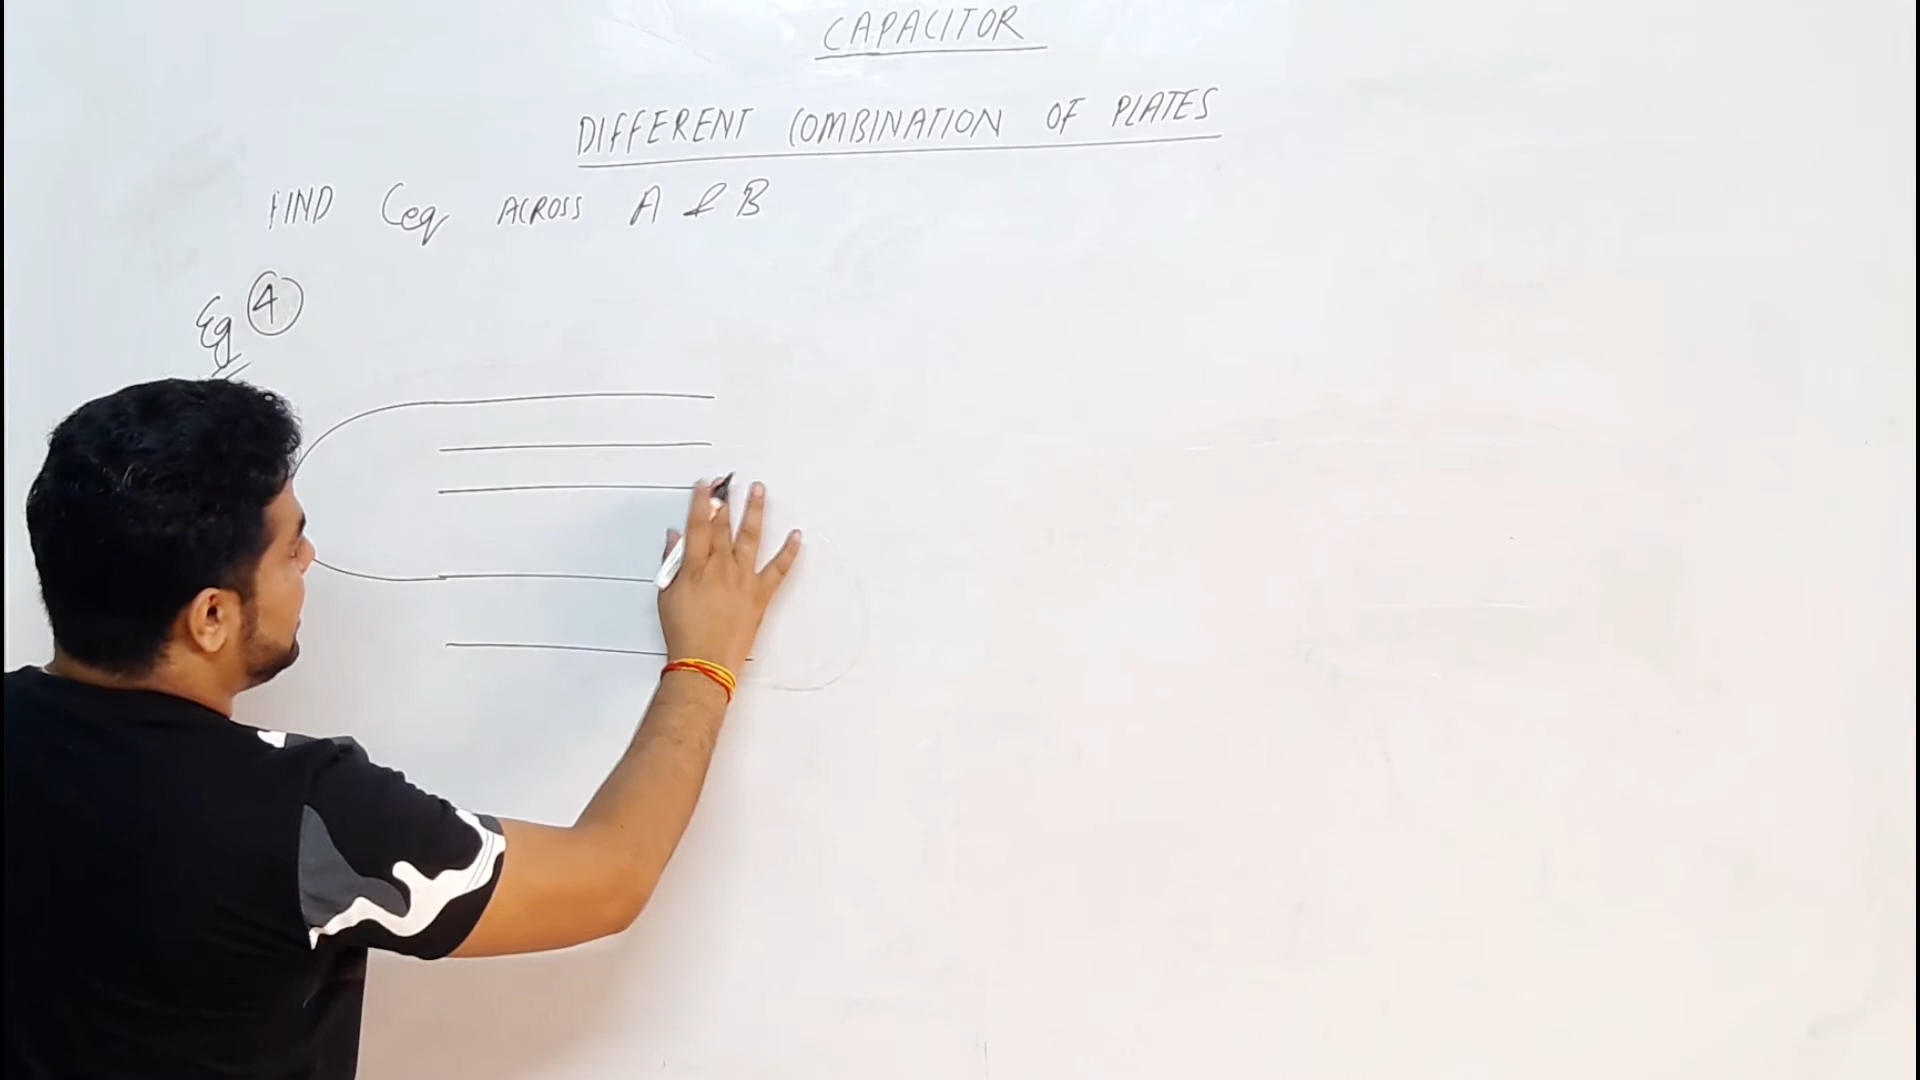 CAPACITOR
DIFFERENT COMBINATION OF PLATES
FIND Ceq ACROSS A & B
Eg 4